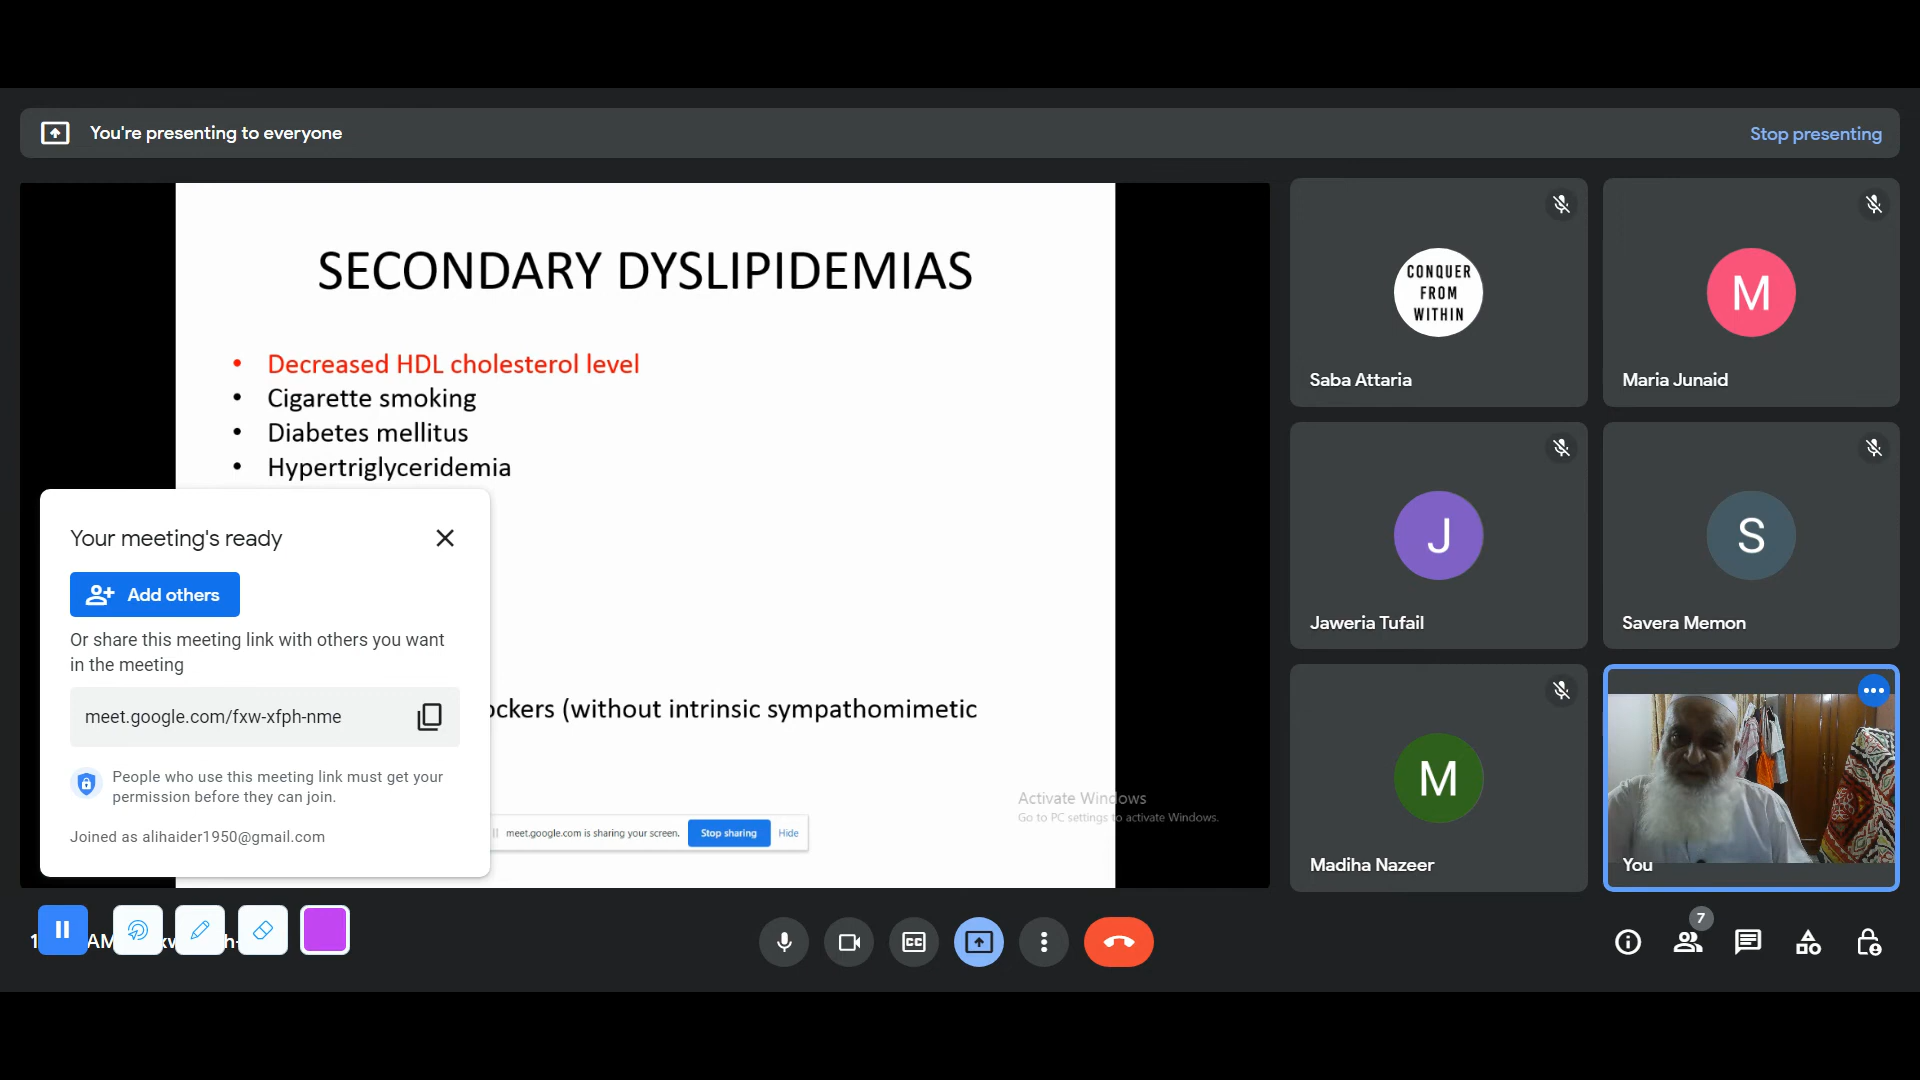 You're presenting to everyone
Stop presenting
SECONDARY DYSLIPIDEMIAS
• Decreased HDL cholesterol level
• Cigarette smoking
• Diabetes mellitus
• Hypertriglyceridemia
(without intrinsic sympathomimetic
Activate Windows
Go to PC settings to activate Windows.
meet.google.com is sharing your screen.
Stop sharing
Hide
Your meeting's ready
Add others
Or share this meeting link with others you want
in the meeting
meet.google.com/fxw-xfph-nme
People who use this meeting link must get your
permission before they can join.
Joined as alihaider1950@gmail.com
CONQUER
FROM
WITHIN
Saba Attaria
M
Maria Junaid
J
Jaweria Tufail
S
Savera Memon
M
Madiha Nazeer
You
AM
CC
7